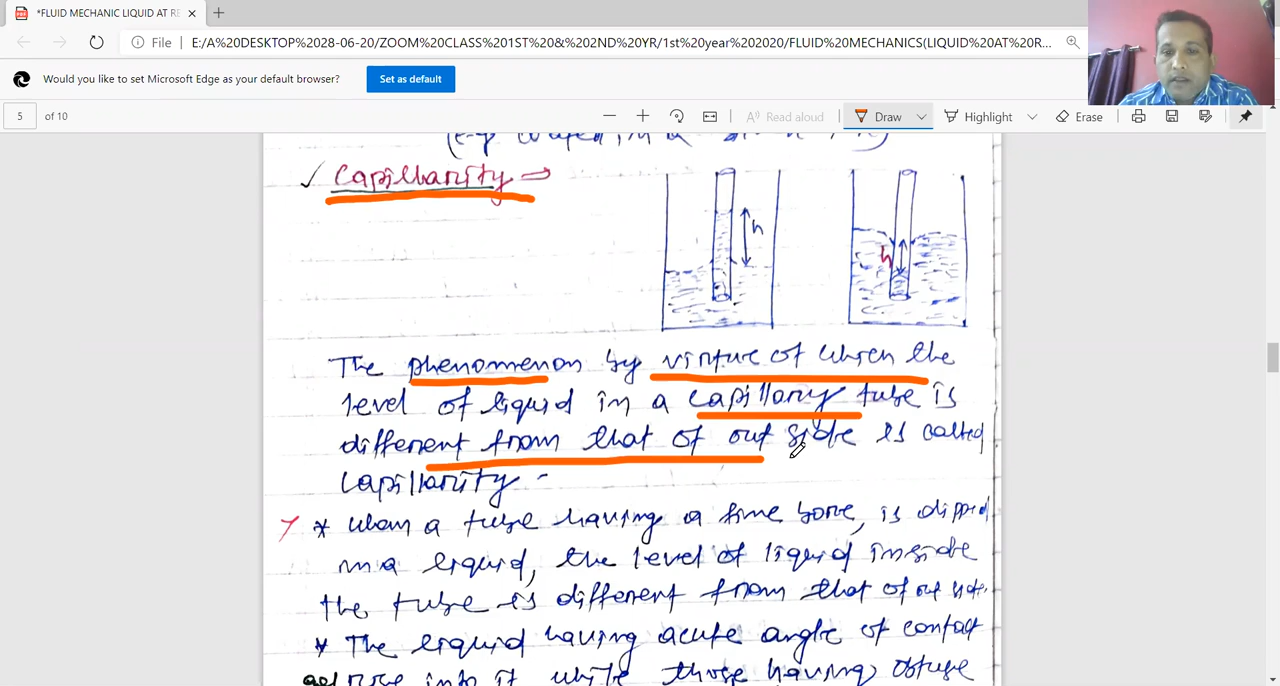 *FLUID MECHANIC LIQUID AT RE
File E:/A%20DESKTOP%2028-06-20/ZOOM%20CLASS%201ST%20&%202ND%20YR/1st%20year%202020/FLUID%20MECHANICS(LIQUID%20AT%20R...
Would you like to set Microsoft Edge as your default browser? Set as default
5 of 10 Read aloud Draw Highlight Erase
Capillarity
h
h
The phenomenon by virtue of when the
level of liquid in a capillary tube is
different from that of out side is called
Capillarity -
* When a tube having a fine bore, is dipped
in a liquid, the level of liquid inside
the tube is different from that of out side.
* The liquid having acute angle of contact
rise into it while those having obtuse